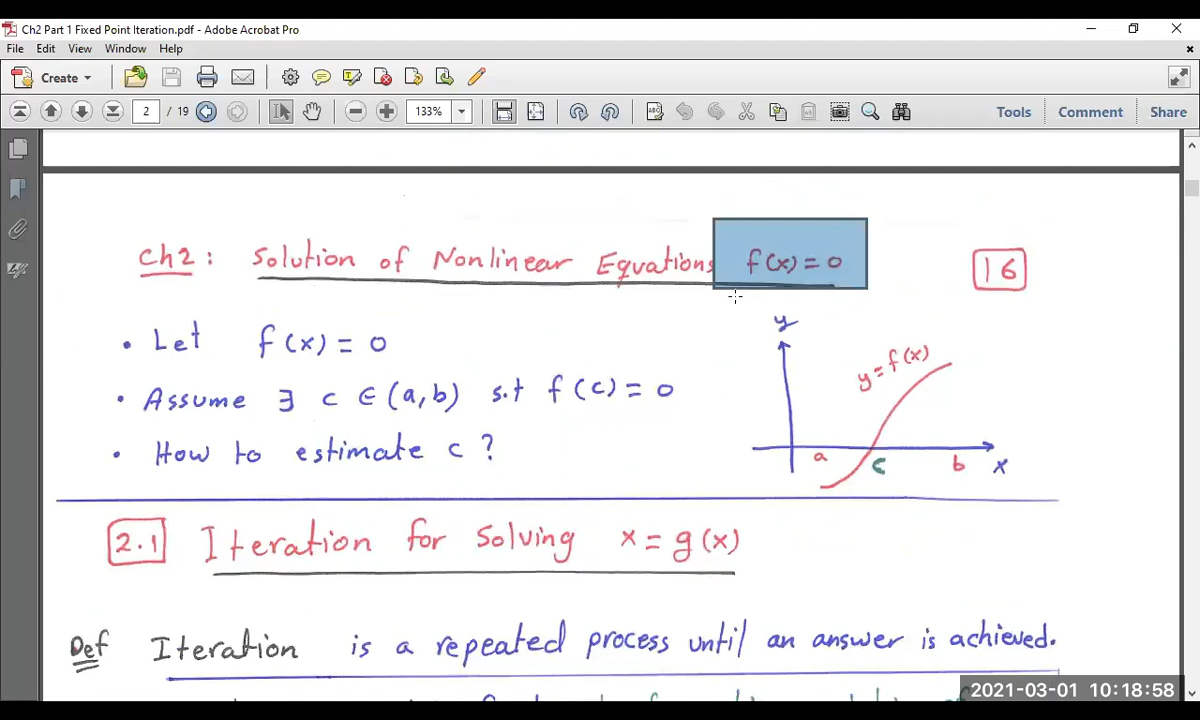 Ch2 Part 1 Fixed Point Iteration.pdf - Adobe Acrobat Pro
File Edit View Window Help
Create
2 / 19 133% Tools Comment Share
Ch2: Solution of Nonlinear Equations f(x) = 0 16
• Let f(x) = 0
• Assume ∃ c ∈ (a,b) s.t f(c) = 0
• How to estimate c ?
y
y = f(x)
a c b x
2.1 Iteration for solving x = g(x)
Def Iteration is a repeated process until an answer is achieved.
2021-03-01 10:18:58